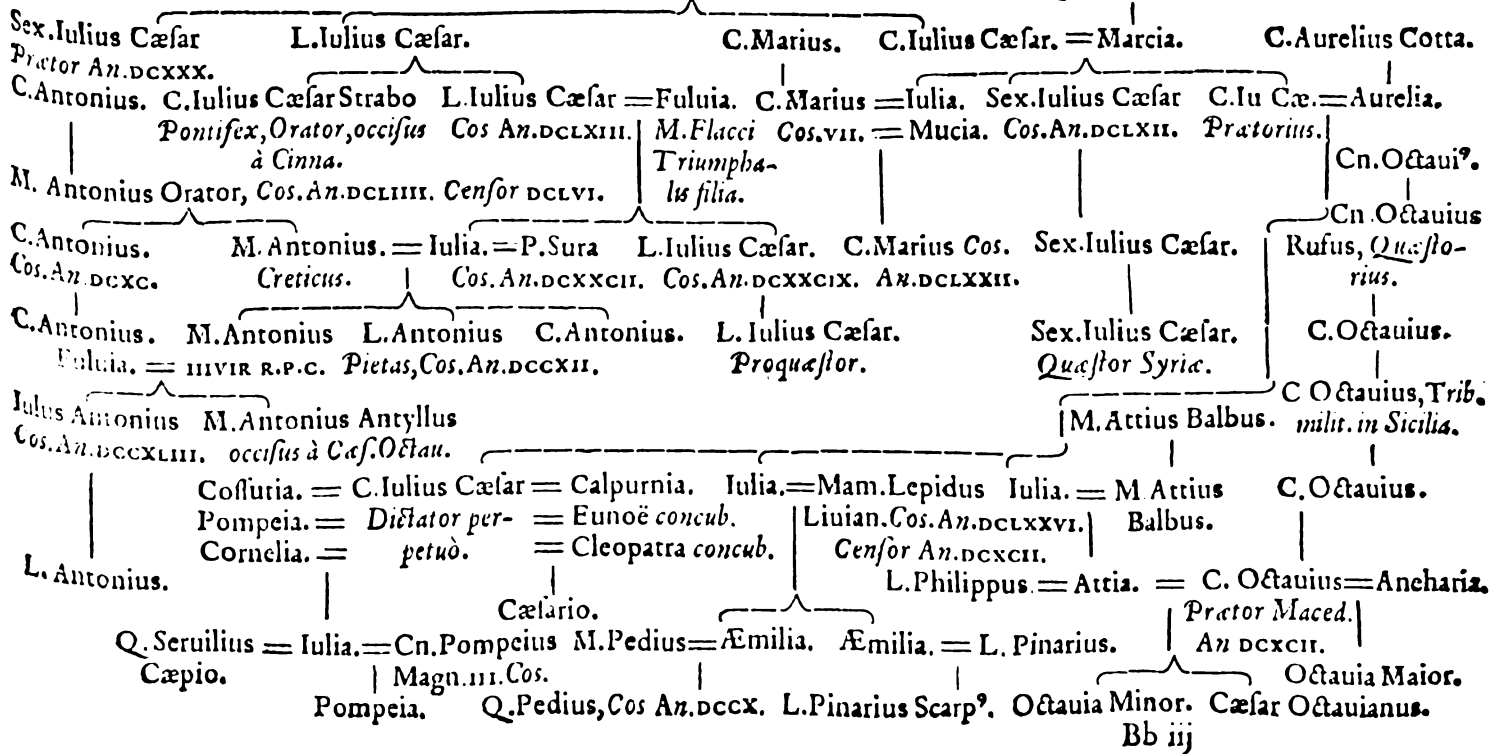 Sex.Iulius Cæſar L.Iulius Cæſar. C.Marius. C.Iulius Cæſar. = Marcia. C.Aurelius Cotta.
Prætor An.DCXXX.
C.Antonius. C.Iulius Cæſar Strabo L.Iulius Cæſar = Fuluia. C.Marius = Iulia. Sex.Iulius Cæſar C.Iu Cæ. = Aurelia.
Pontifex, Orator, occiſus Cos An.DCLXIII. M.Flacci Cos.VII. = Mucia. Cos.An.DCLXII. Prætorius.
à Cinna. Triumpha- Cn.Octauiꝰ.
M. Antonius Orator, Cos.An.DCLIIII. Cenſor DCLVI. lis filia.
Cn.Octauius
C.Antonius. M.Antonius. = Iulia. = P.Sura L.Iulius Cæſar. C.Marius Cos. Sex.Iulius Cæſar. Rufus, Quæſto-
Cos.An.DCXC. Creticus. Cos.An.DCXXCII. Cos.An.DCXXCIX. An.DCLXXII. rius.
C.Antonius. M.Antonius L.Antonius C.Antonius. L.Iulius Cæſar. Sex.Iulius Cæſar. C.Octauius.
Fuluia. = IIIVIR R.P.C. Pietas, Cos.An.DCCXII. Proquæſtor. Quæſtor Syriæ.
C Octauius, Trib.
Iulus Antonius M.Antonius Antyllus M.Attius Balbus. milit. in Sicilia.
Cos.An.DCCXLIII. occiſus à Cæſ.Octau.
Coſſutia. = C.Iulius Cæſar = Calpurnia. Iulia. = Mam.Lepidus Iulia. = M Attius C.Octauius.
Pompeia. = Dictator per- = Eunoë concub. Liuian.Cos.An.DCLXXVI. Balbus.
Cornelia. = petuò. = Cleopatra concub. Cenſor An.DCXCII.
L.Antonius. L.Philippus. = Attia. = C. Octauius = Ancharia.
Cæſario. Prætor Maced.
Q.Seruilius = Iulia. = Cn.Pompeius M.Pedius = Æmilia. Æmilia. = L. Pinarius. An DCXCII.
Cæpio. Magn.III.Cos. Octauia Maior.
Pompeia. Q.Pedius, Cos An.DCCX. L.Pinarius Scarpꝰ. Octauia Minor. Cæſar Octauianus.
Bb iij